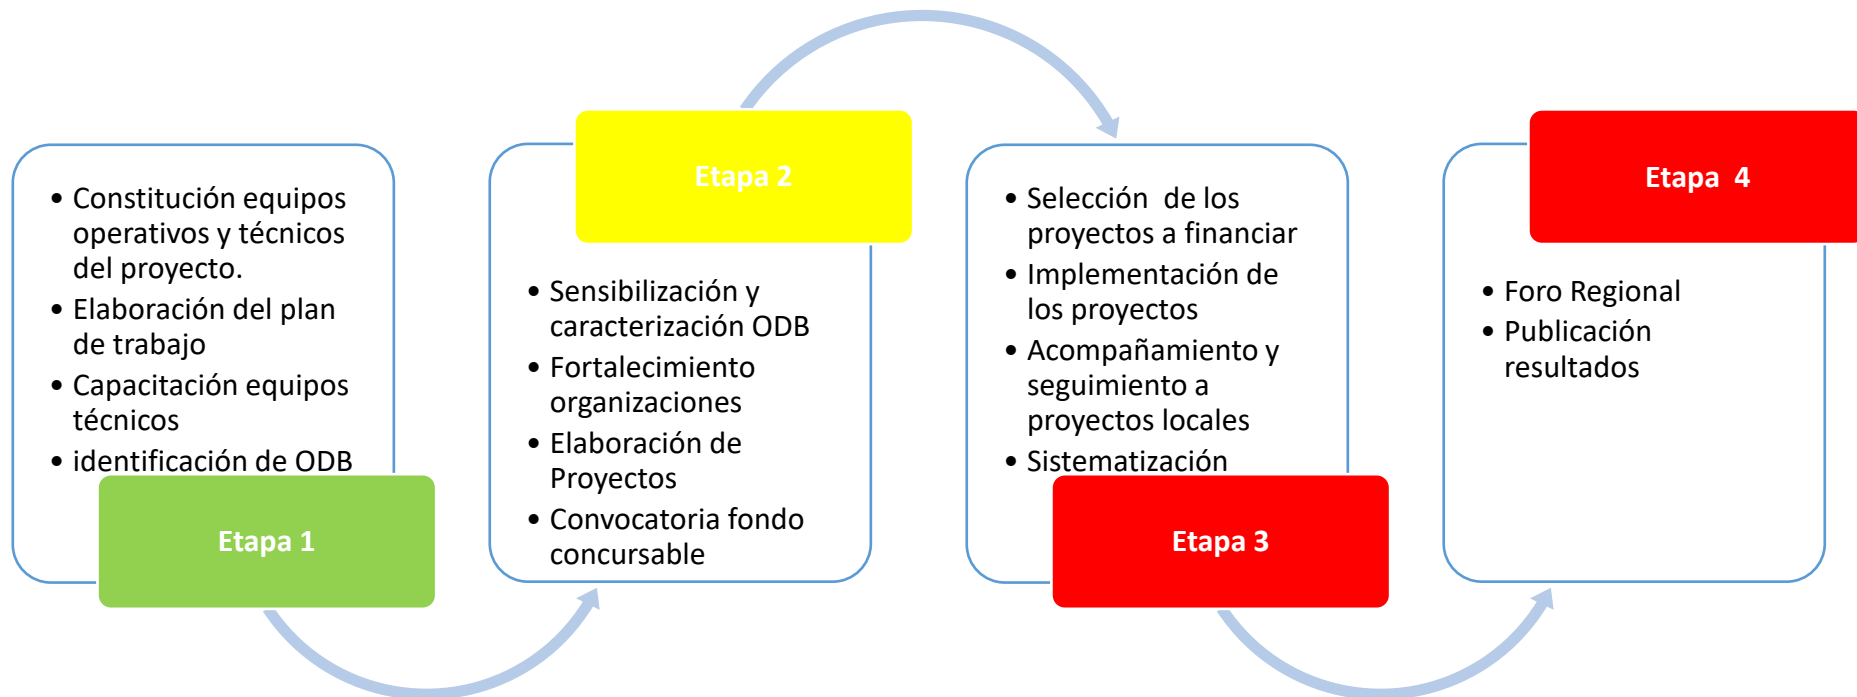 • Constitución equipos
operativos y técnicos
del proyecto.
• Elaboración del plan
de trabajo
• Capacitación equipos
técnicos
• identificación de ODB
Etapa 1
Etapa 2
• Sensibilización y
caracterización ODB
• Fortalecimiento
organizaciones
• Elaboración de
Proyectos
• Convocatoria fondo
concursable
• Selección  de los
proyectos a financiar
• Implementación de
los proyectos
• Acompañamiento y
seguimiento a
proyectos locales
• Sistematización
Etapa 3
Etapa  4
• Foro Regional
• Publicación
resultados